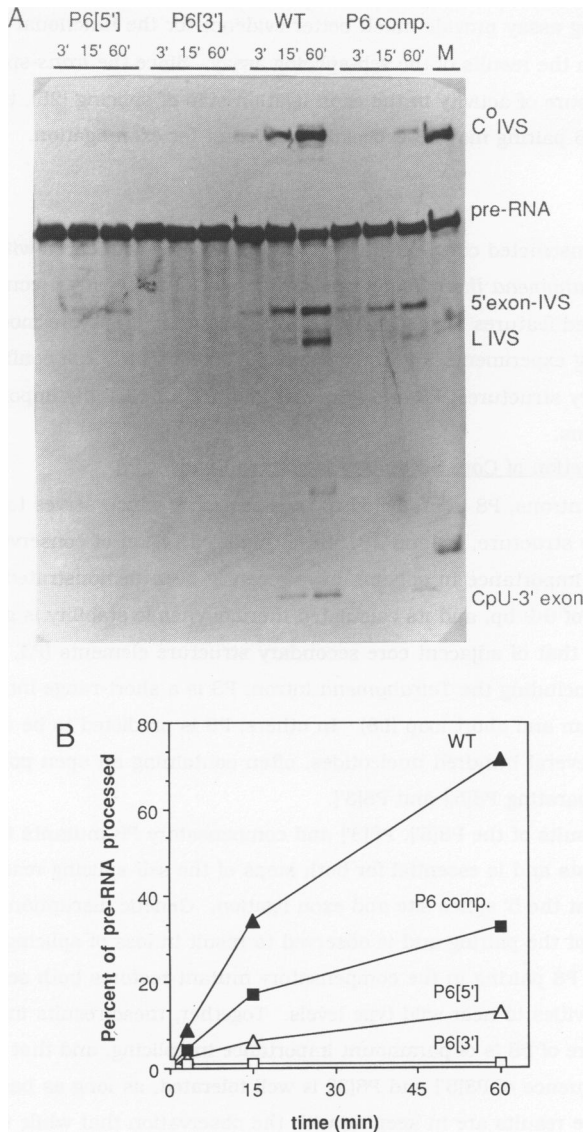 A
P6[5'] P6[3'] WT P6 comp.
3' 15' 60' 3' 15' 60' 3' 15' 60' 3' 15' 60' M
C° IVS
pre-RNA
5'exon-IVS
L IVS
CpU-3' exon
B
Percent of pre-RNA processed
80
60
40
20
0
WT
P6 comp.
P6[5']
P6[3']
0 15 30 45 60
time (min)